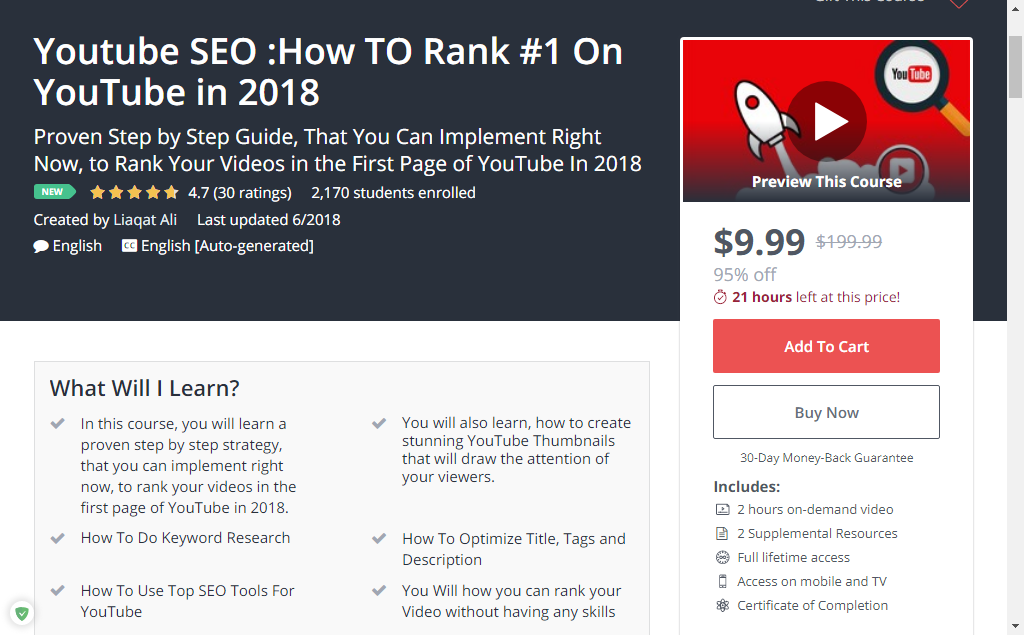 Gift This Course
Youtube SEO :How TO Rank #1 On
YouTube in 2018
Proven Step by Step Guide, That You Can Implement Right
Now, to Rank Your Videos in the First Page of YouTube In 2018
NEW 4.7 (30 ratings) 2,170 students enrolled
Created by Liaqat Ali Last updated 6/2018
English CC English [Auto-generated]
YouTube
Preview This Course
$9.99 $199.99
95% off
21 hours left at this price!
Add To Cart
Buy Now
30-Day Money-Back Guarantee
Includes:
2 hours on-demand video
2 Supplemental Resources
Full lifetime access
Access on mobile and TV
Certificate of Completion
What Will I Learn?
In this course, you will learn a
proven step by step strategy,
that you can implement right
now, to rank your videos in the
first page of YouTube in 2018.
You will also learn, how to create
stunning YouTube Thumbnails
that will draw the attention of
your viewers.
How To Do Keyword Research
How To Optimize Title, Tags and
Description
How To Use Top SEO Tools For
YouTube
You Will how you can rank your
Video without having any skills